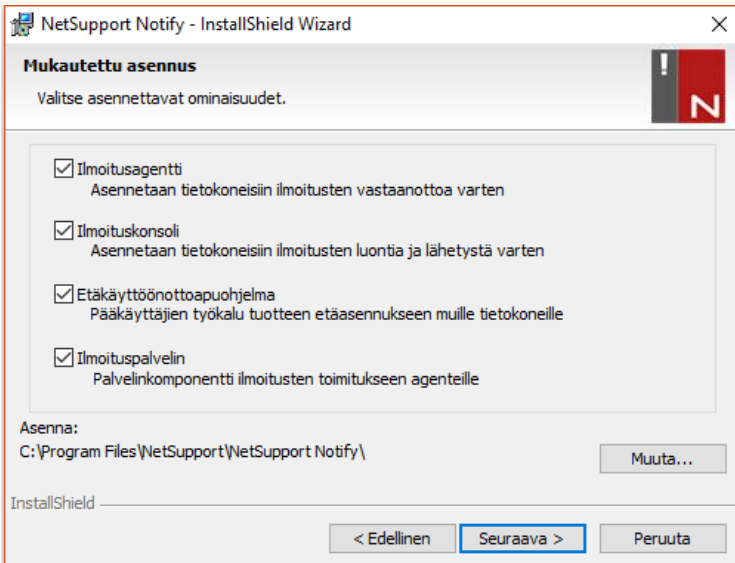 NetSupport Notify - InstallShield Wizard
Mukautettu asennus
Valitse asennettavat ominaisuudet.
! N
Ilmoitusagentti
Asennetaan tietokoneisiin ilmoitusten vastaanottoa varten
Ilmoituskonsoli
Asennetaan tietokoneisiin ilmoitusten luontia ja lähetystä varten
Etäkäyttöönottoapuohjelma
Pääkäyttäjien työkalu tuotteen etäasennukseen muille tietokoneille
Ilmoituspalvelin
Palvelinkomponentti ilmoitusten toimitukseen agenteille
Asenna:
C:\Program Files\NetSupport\NetSupport Notify\
Muuta...
InstallShield
< Edellinen Seuraava > Peruuta